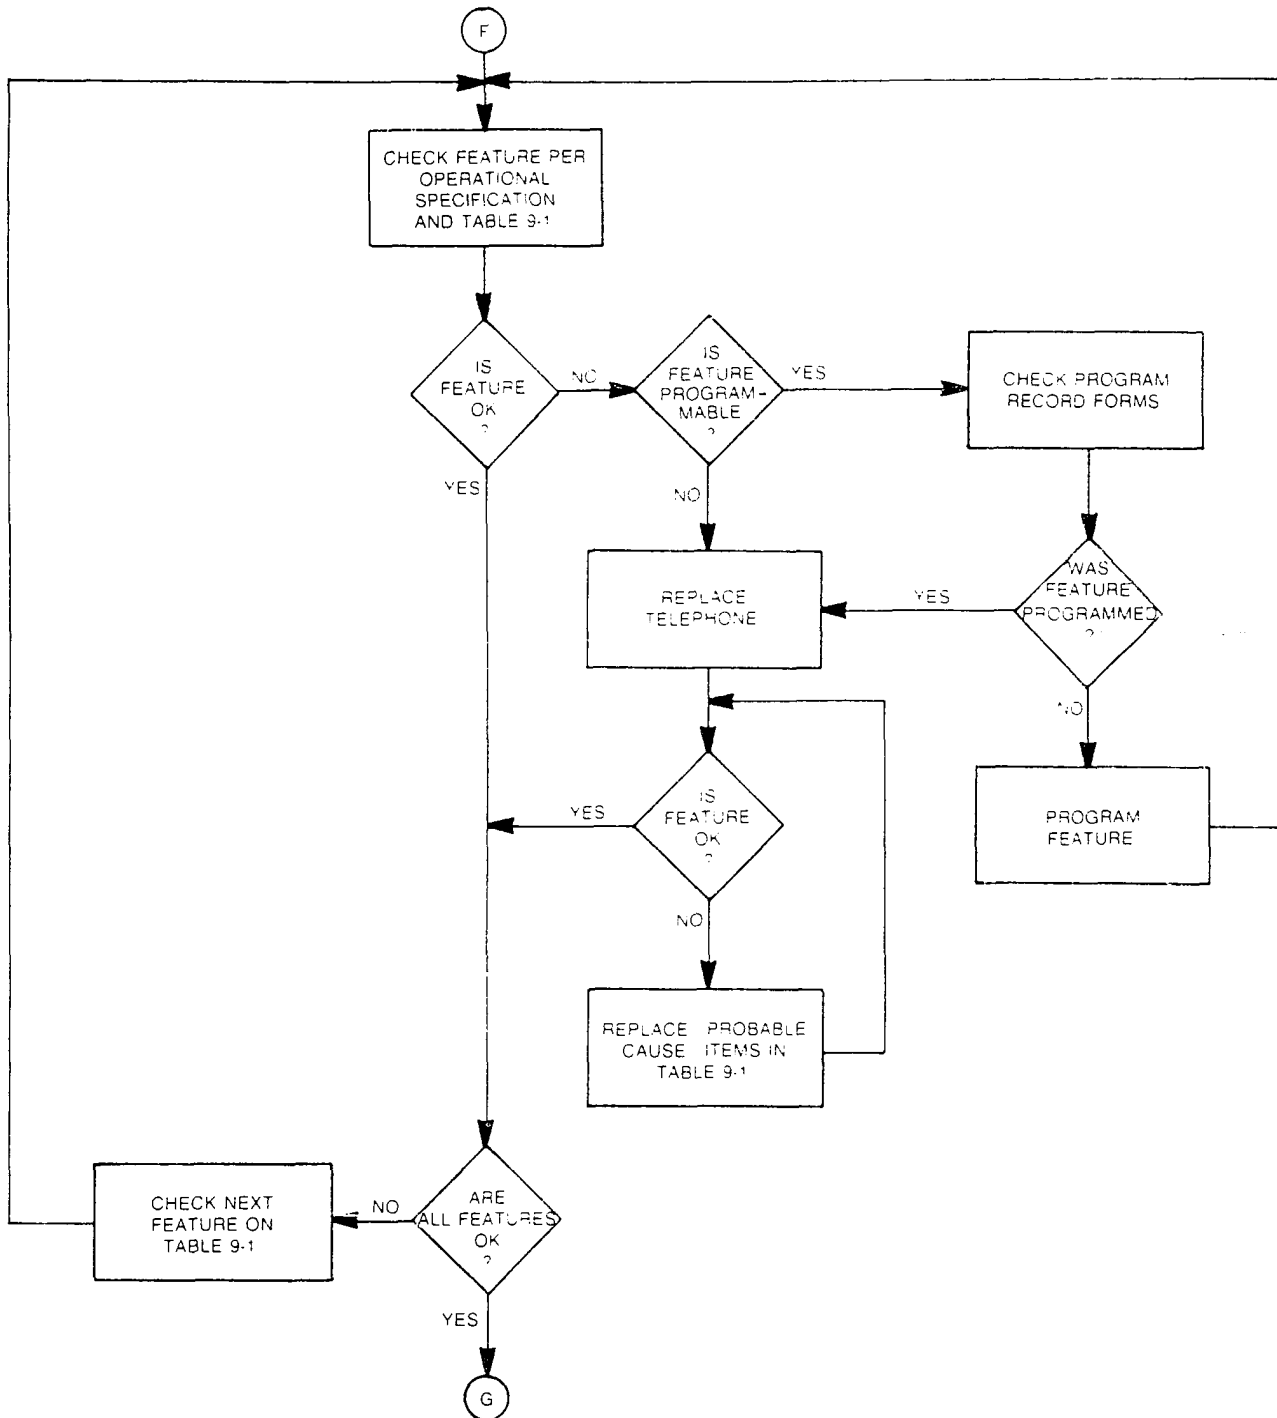 F
CHECK FEATURE PER
OPERATIONAL
SPECIFICATION
AND TABLE 9-1
IS
FEATURE
OK
?
NO
YES
IS
FEATURE
PROGRAM-
MABLE
?
YES
NO
CHECK PROGRAM
RECORD FORMS
WAS
FEATURE
PROGRAMMED
?
YES
NO
REPLACE
TELEPHONE
PROGRAM
FEATURE
IS
FEATURE
OK
?
YES
NO
REPLACE PROBABLE
CAUSE ITEMS IN
TABLE 9-1
ARE
ALL FEATURES
OK
?
NO
YES
CHECK NEXT
FEATURE ON
TABLE 9-1
G